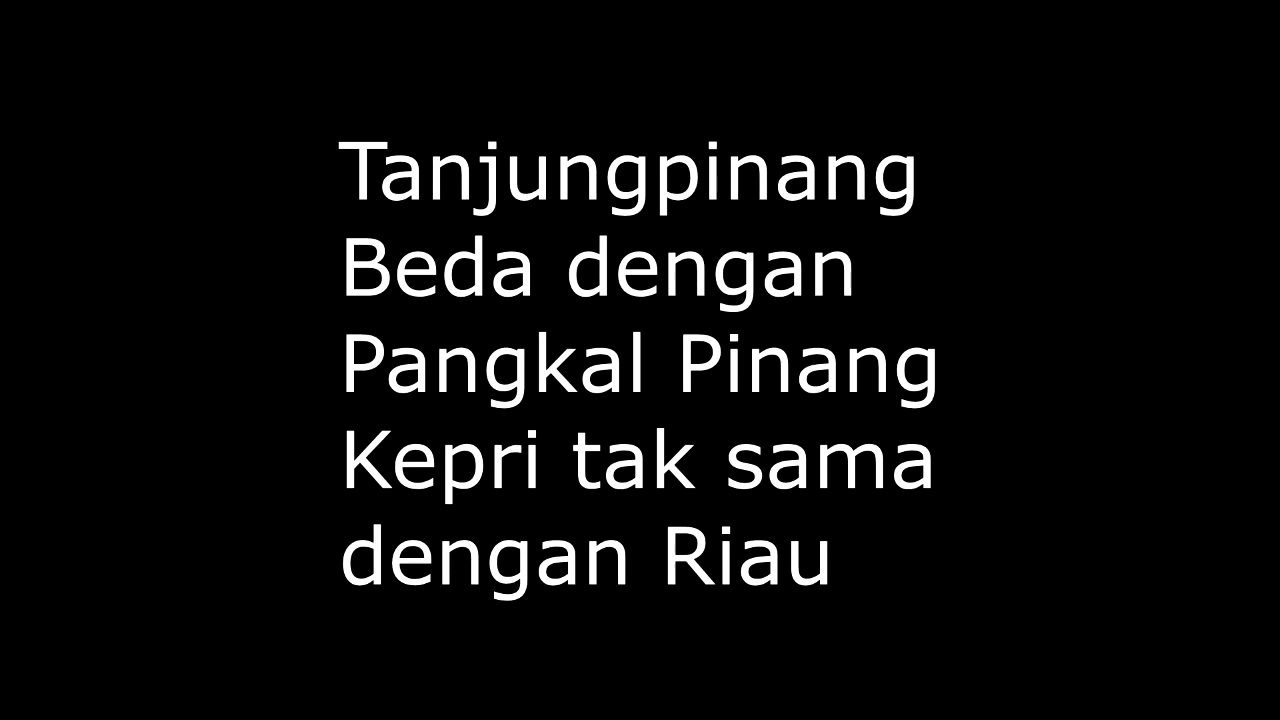 Tanjungpinang
Beda dengan
Pangkal Pinang
Kepri tak sama
dengan Riau